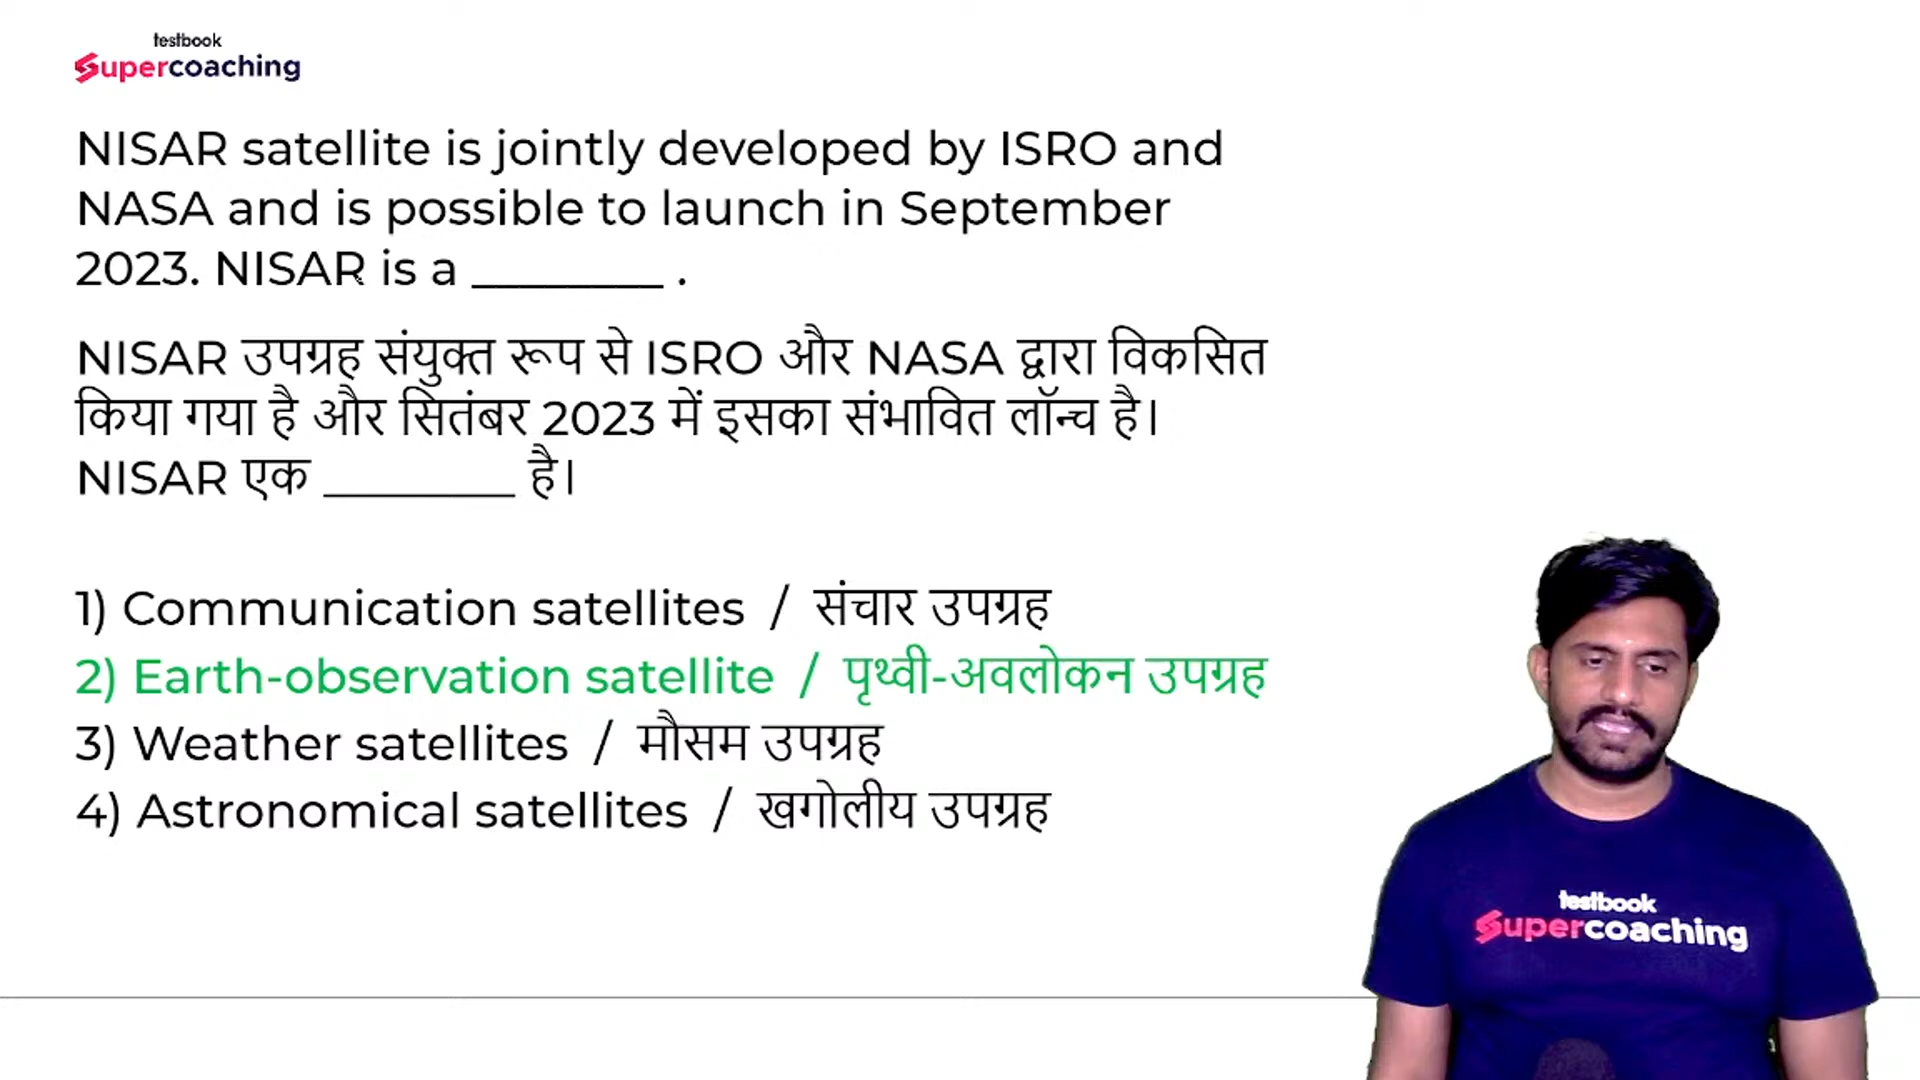 testbook
Supercoaching
NISAR satellite is jointly developed by ISRO and
NASA and is possible to launch in September
2023. NISAR is a ________ .
NISAR उपग्रह संयुक्त रूप से ISRO और NASA द्वारा विकसित
किया गया है और सितंबर 2023 में इसका संभावित लॉन्च है।
NISAR एक ________ है।
1) Communication satellites / संचार उपग्रह
2) Earth-observation satellite / पृथ्वी-अवलोकन उपग्रह
3) Weather satellites / मौसम उपग्रह
4) Astronomical satellites / खगोलीय उपग्रह
testbook
Supercoaching